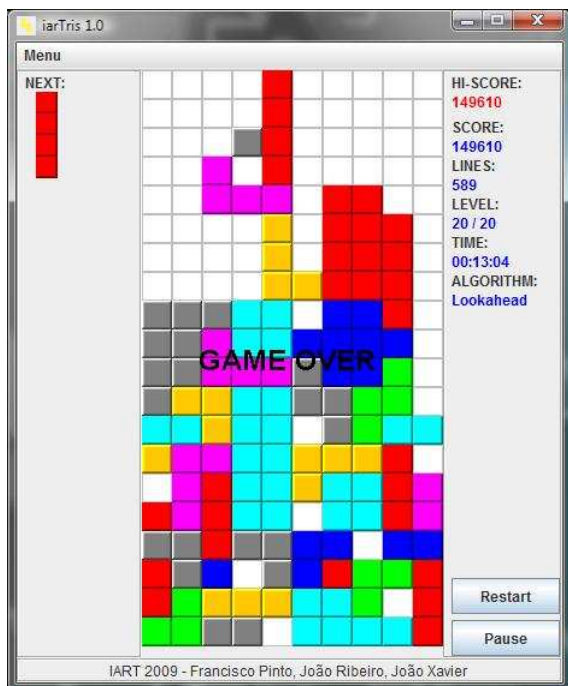 iarTris 1.0
Menu
NEXT:
HI-SCORE:
149610
SCORE:
149610
LINES:
589
LEVEL:
20 / 20
TIME:
00:13:04
ALGORITHM:
Lookahead
GAME OVER
Restart
Pause
IART 2009 - Francisco Pinto, João Ribeiro, João Xavier